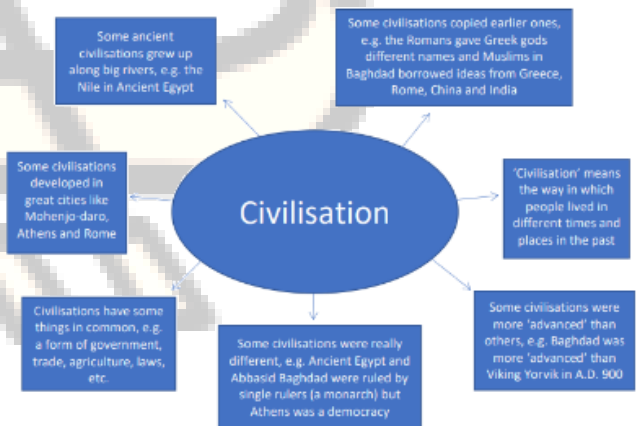 Some ancient
civilisations grew up
along big rivers, e.g. the
Nile in Ancient Egypt
Some civilisations copied earlier ones,
e.g. the Romans gave Greek gods
different names and Muslims in
Baghdad borrowed ideas from Greece,
Rome, China and India
Some civilisations
developed in
great cities like
Mohenjo-daro,
Athens and Rome
Civilisation
'Civilisation' means
the way in which
people lived in
different times and
places in the past
Civilisations have some
things in common, e.g.
a form of government,
trade, agriculture, laws,
etc.
Some civilisations were really
different, e.g. Ancient Egypt and
Abbasid Baghdad were ruled by
single rulers (a monarch) but
Athens was a democracy
Some civilisations were
more 'advanced' than
others, e.g. Baghdad was
more 'advanced' than
Viking Yorvik in A.D. 900